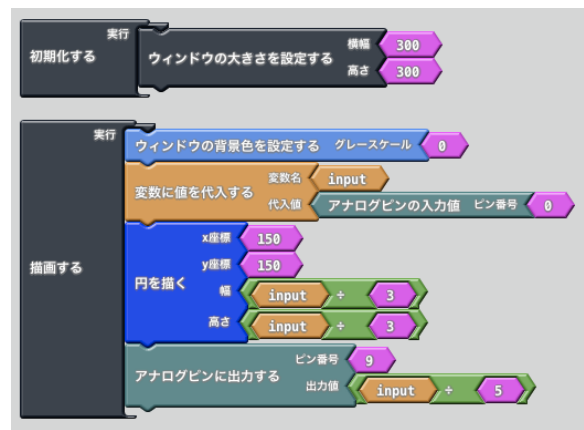 実行
初期化する
ウィンドウの大きさを設定する
横幅 300
高さ 300
実行
描画する
ウィンドウの背景色を設定する グレースケール 0
変数に値を代入する
変数名 input
代入値 アナログピンの入力値 ピン番号 0
円を描く
x座標 150
y座標 150
幅 input ÷ 3
高さ input ÷ 3
アナログピンに出力する
ピン番号 9
出力値 input ÷ 5